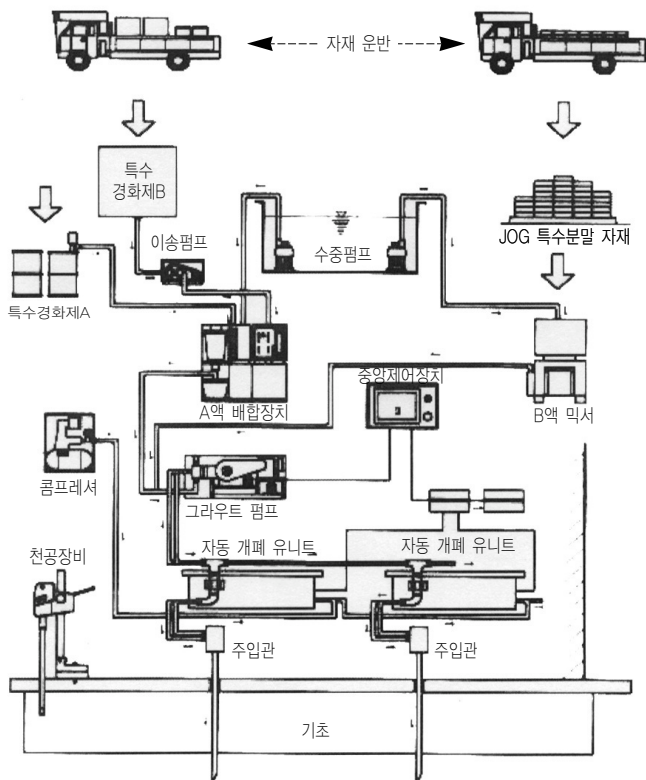 자재 운반
특수
경화제B
이송펌프
수중펌프
JOG 특수분말 자재
특수경화제A
A액 배합장치
중앙제어장치
B액 믹서
콤프레셔
그라우트 펌프
자동 개폐 유니트
자동 개폐 유니트
천공장비
주입관
주입관
기초